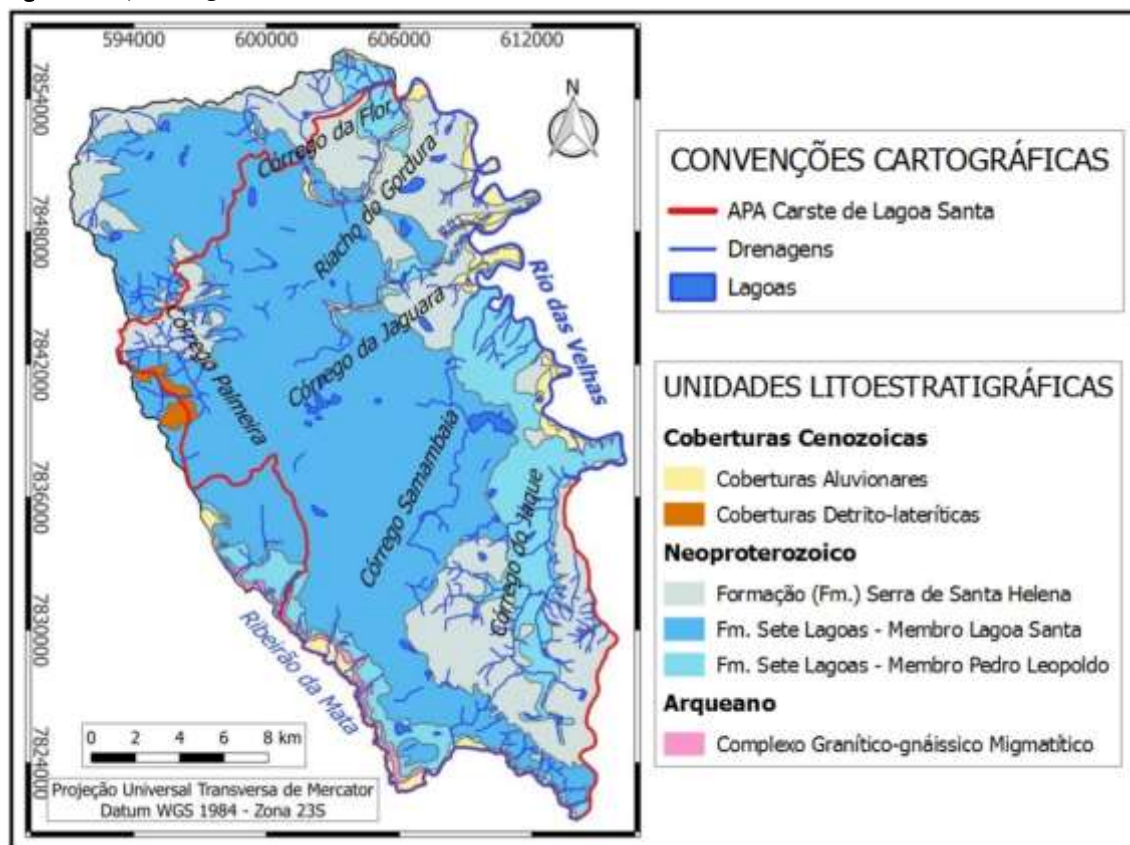 594000 600000 606000 612000
7854000
7848000
7842000
7836000
7830000
7824000
N
Córrego da Flor
Riacho do Gordura
Córrego da Jaguara
Córrego Palmeira
Rio das Velhas
Córrego Samambaia
Córrego do Jaque
Ribeirão da Mata
0 2 4 6 8 km
Projeção Universal Transversa de Mercator
Datum WGS 1984 - Zona 23S
CONVENÇÕES CARTOGRÁFICAS
APA Carste de Lagoa Santa
Drenagens
Lagoas
UNIDADES LITOESTRATIGRÁFICAS
Coberturas Cenozoicas
Coberturas Aluvionares
Coberturas Detrito-lateríticas
Neoproterozoico
Formação (Fm.) Serra de Santa Helena
Fm. Sete Lagoas - Membro Lagoa Santa
Fm. Sete Lagoas - Membro Pedro Leopoldo
Arqueano
Complexo Granítico-gnáissico Migmatítico